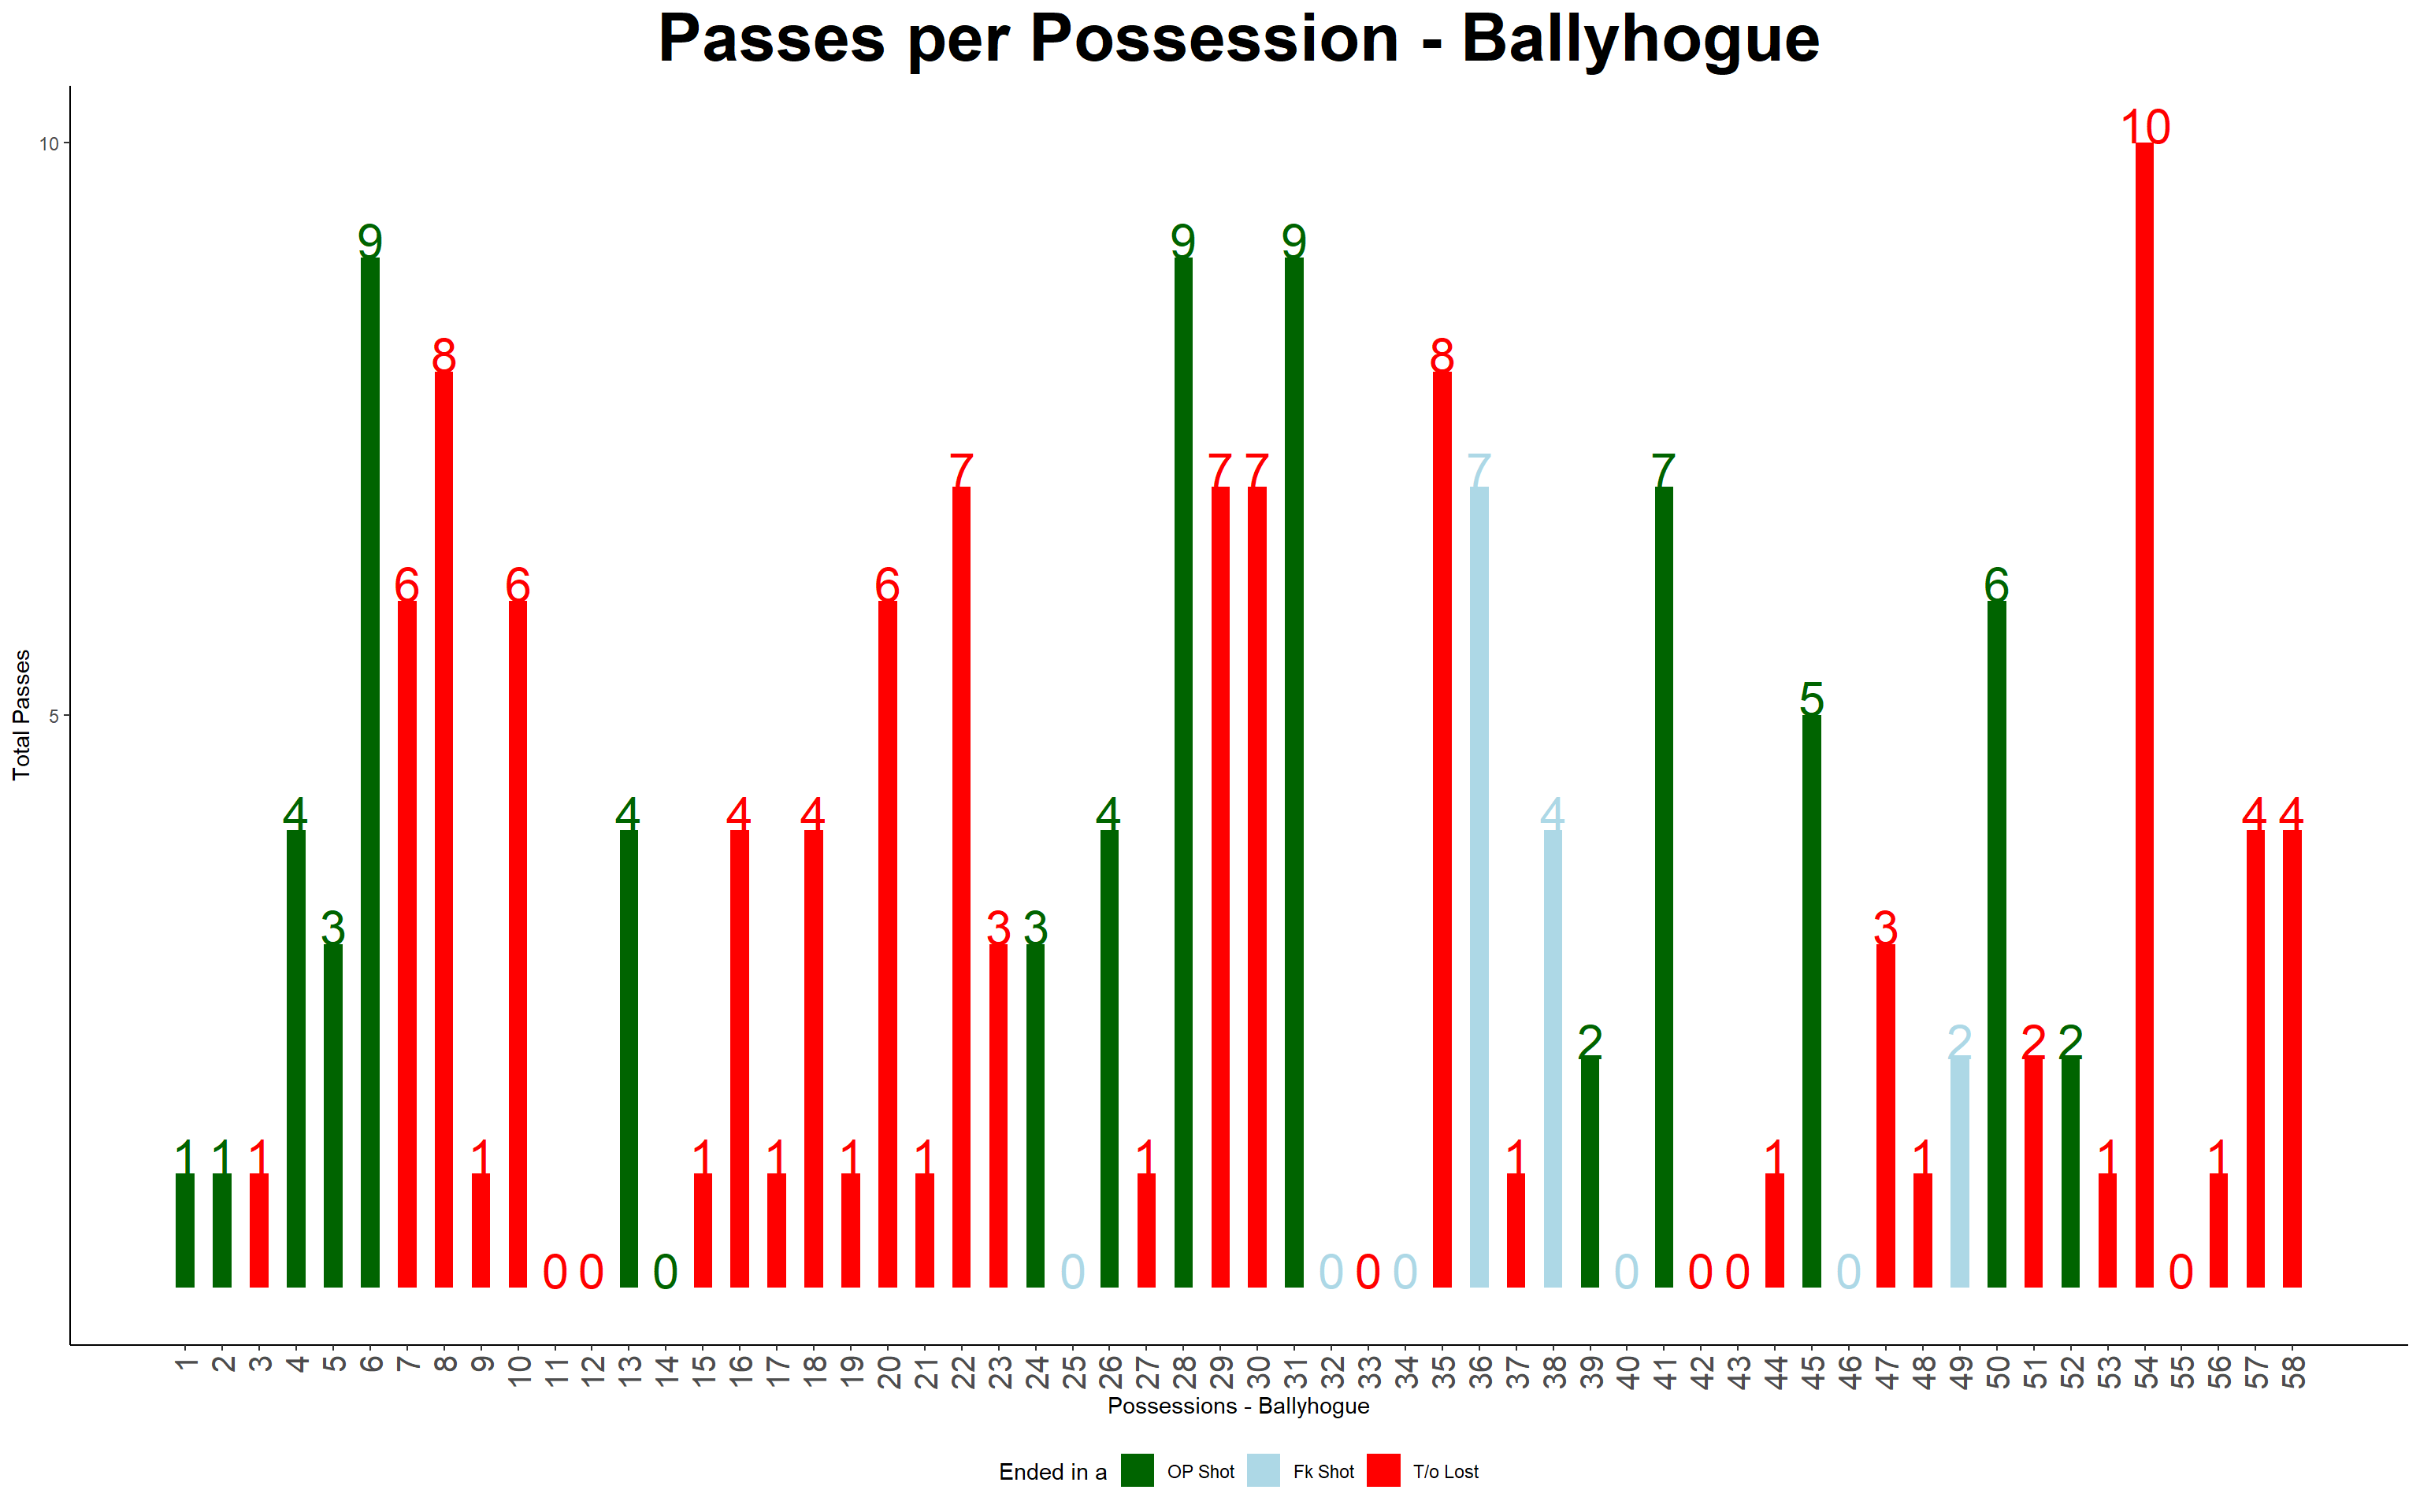 Passes per Possession - Ballyhogue
10
5
Total Passes
1 1 1 4 3 9 6 8 1 6 0 0 4 0 1 4 1 4 1 6 1 7 3 3 0 4 1 9 7 7 9 0 0 0 8 7 1 4 2 0 7 0 0 1 5 0 3 1 2 6 2 2 1 10 0 1 4 4
1 2 3 4 5 6 7 8 9 10 11 12 13 14 15 16 17 18 19 20 21 22 23 24 25 26 27 28 29 30 31 32 33 34 35 36 37 38 39 40 41 42 43 44 45 46 47 48 49 50 51 52 53 54 55 56 57 58
Possessions - Ballyhogue
Ended in a OP Shot Fk Shot T/o Lost